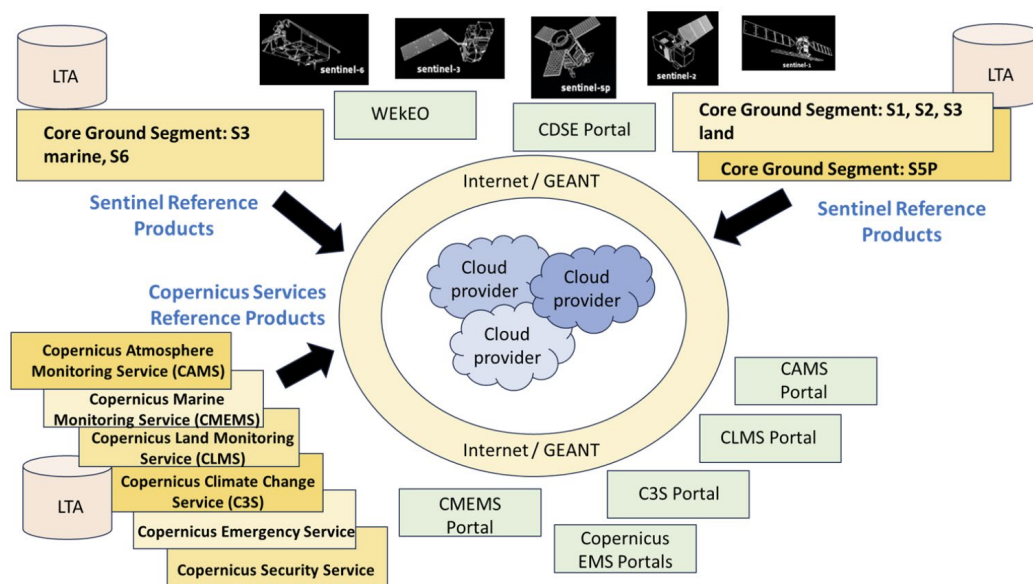 sentinel-6
sentinel-3
sentinel-5p
sentinel-2
sentinel-1
LTA
LTA
WEkEO
CDSE Portal
Core Ground Segment: S3
marine, S6
Core Ground Segment: S1, S2, S3
land
Core Ground Segment: S5P
Internet / GEANT
Sentinel Reference
Products
Sentinel Reference
Products
Cloud
provider
Cloud
provider
Cloud
provider
Copernicus Services
Reference Products
Copernicus Atmosphere
Monitoring Service (CAMS)
Copernicus Marine
Monitoring Service (CMEMS)
Copernicus Land Monitoring
Service (CLMS)
Copernicus Climate Change
Service (C3S)
Copernicus Emergency Service
Copernicus Security Service
LTA
Internet / GEANT
CAMS
Portal
CLMS Portal
C3S Portal
CMEMS
Portal
Copernicus
EMS Portals